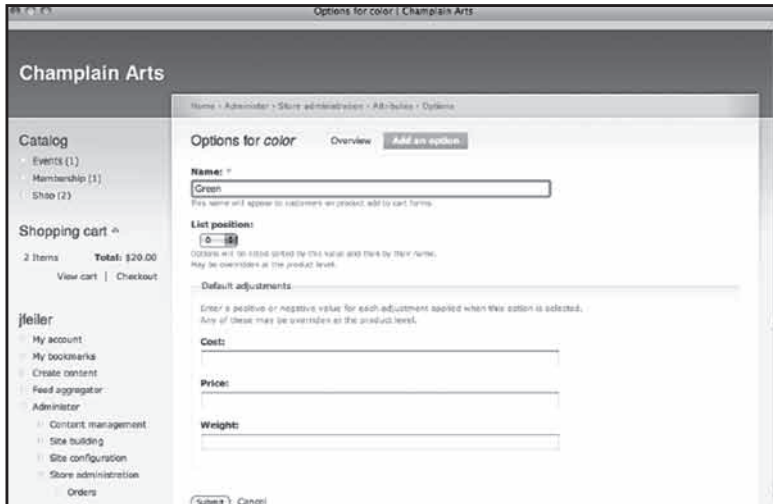 Options for color | Champlain Arts
Champlain Arts
Home › Administer › Store administration › Attributes › Options
Catalog
Events (1)
Membership (1)
Shop (2)
Shopping cart
2 Items Total: $20.00
View cart | Checkout
jfeiler
My account
My bookmarks
Create content
Feed aggregator
Administer
Content management
Site building
Site configuration
Store administration
Orders
Options for color Overview Add an option
Name: *
Green
This name will appear to customers on product add to cart forms.
List position:
0
Options will be listed sorted by this value and then by their name.
May be overriden at the product level.
Default adjustments
Enter a positive or negative value for each adjustment applied when this option is selected.
Any of these may be overriden at the product level.
Cost:
Price:
Weight:
Submit Cancel